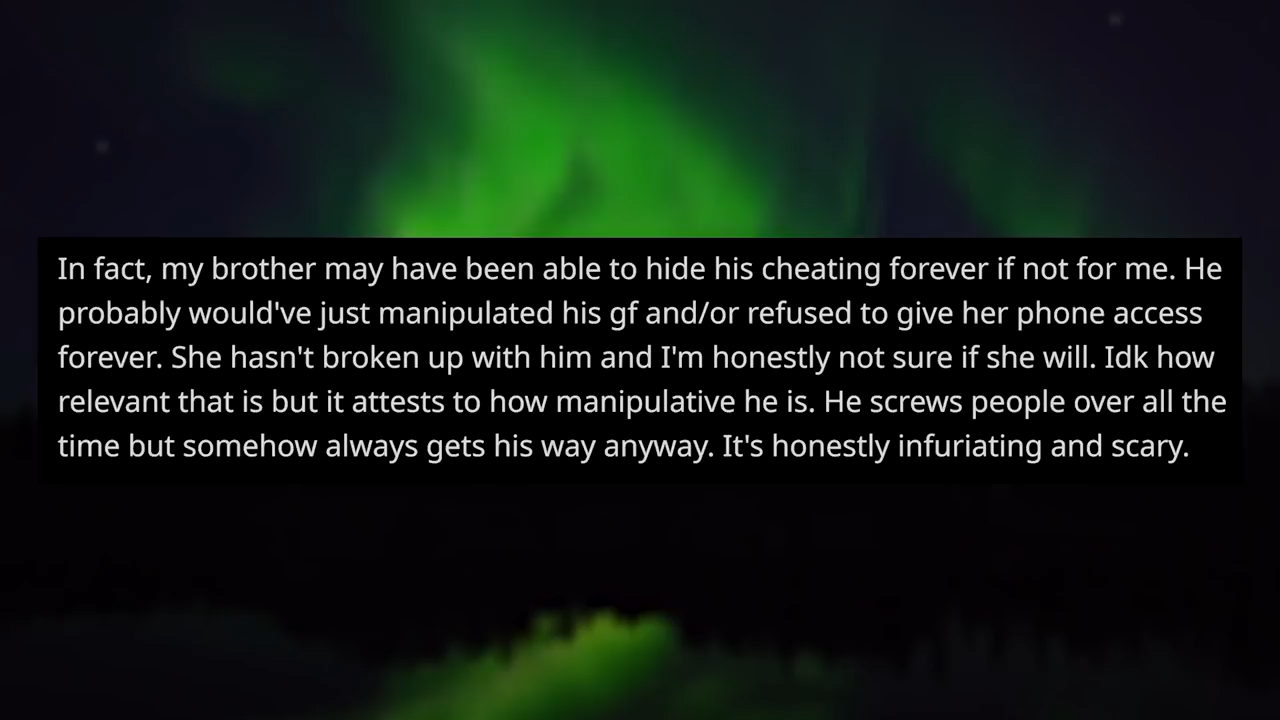 In fact, my brother may have been able to hide his cheating forever if not for me. He
probably would've just manipulated his gf and/or refused to give her phone access
forever. She hasn't broken up with him and I'm honestly not sure if she will. Idk how
relevant that is but it attests to how manipulative he is. He screws people over all the
time but somehow always gets his way anyway. It's honestly infuriating and scary.